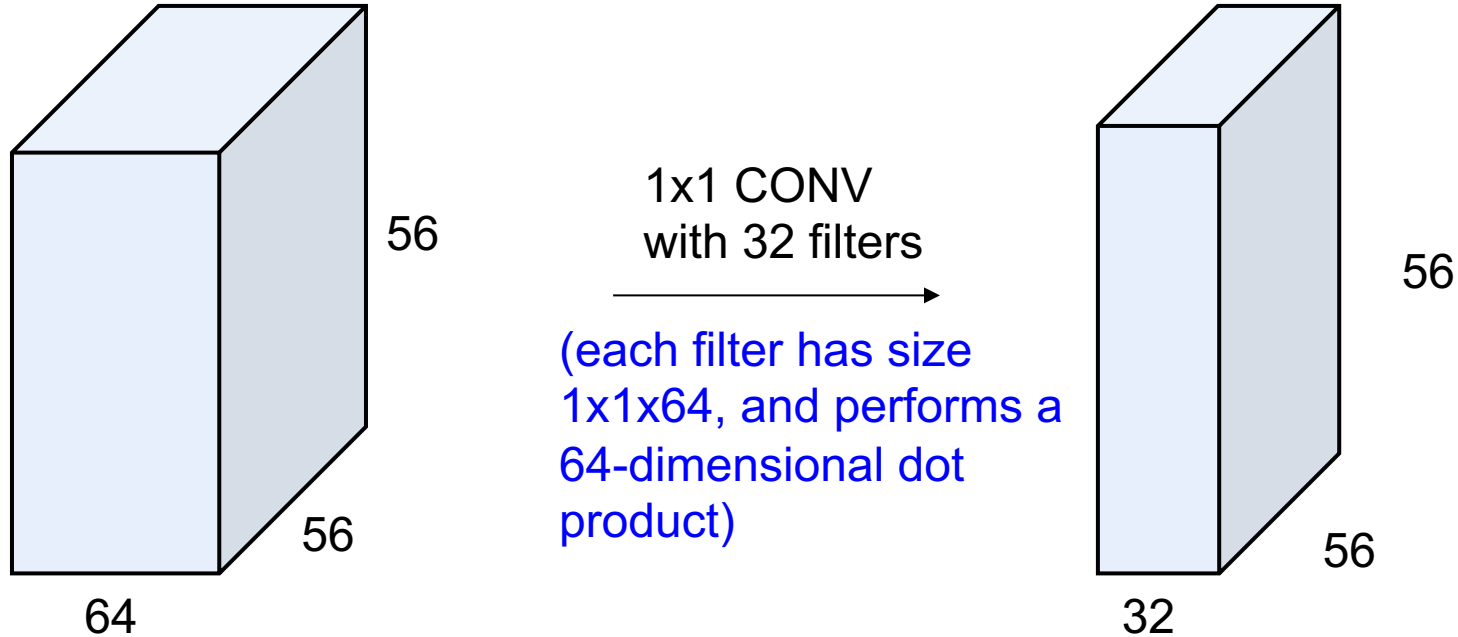 56
56
64
1x1 CONV
with 32 filters
(each filter has size
1x1x64, and performs a
64-dimensional dot
product)
56
56
32